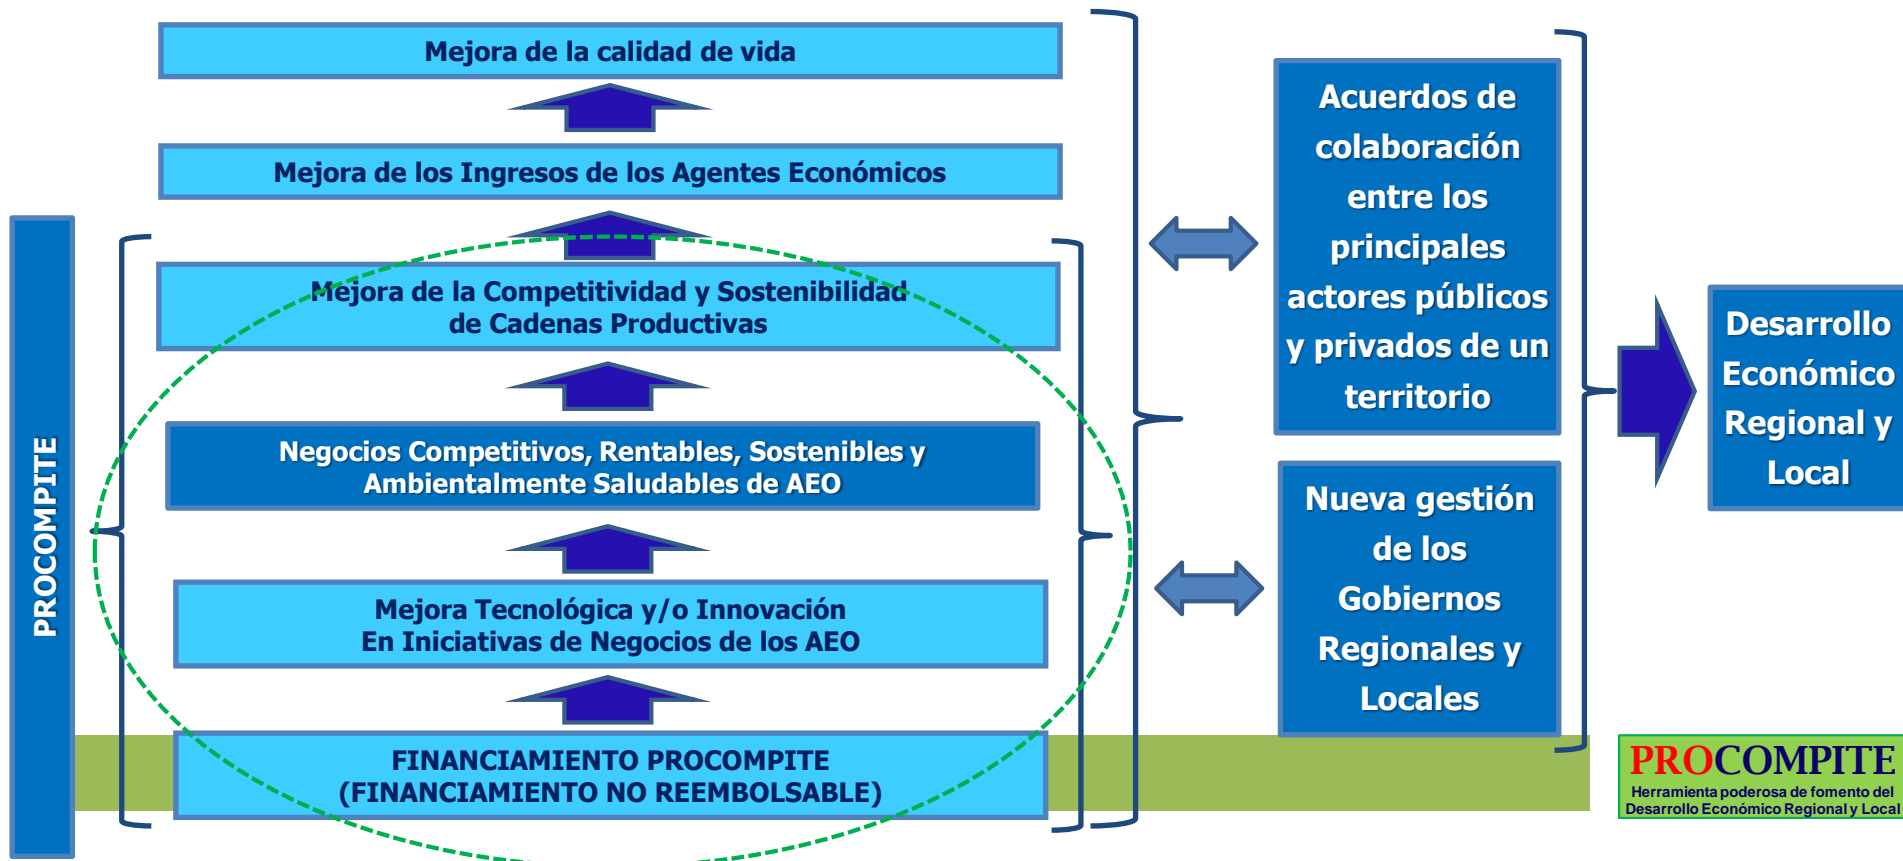 Mejora de la calidad de vida
Mejora de los Ingresos de los Agentes Económicos
Mejora de la Competitividad y Sostenibilidad
de Cadenas Productivas
Negocios Competitivos, Rentables, Sostenibles y
Ambientalmente Saludables de AEO
Mejora Tecnológica y/o Innovación
En Iniciativas de Negocios de los AEO
FINANCIAMIENTO PROCOMPITE
(FINANCIAMIENTO NO REEMBOLSABLE)
PROCOMPITE
Acuerdos de
colaboración
entre los
principales
actores públicos
y privados de un
territorio
Nueva gestión
de los
Gobiernos
Regionales y
Locales
Desarrollo
Económico
Regional y
Local
PROCOMPITE
Herramienta poderosa de fomento del
Desarrollo Económico Regional y Local